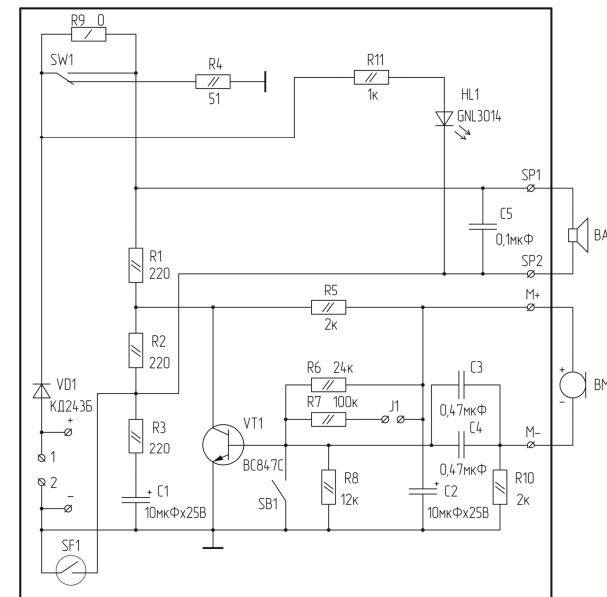 R9 0
SW1
R4
51
R11
1к
HL1
GNL3014
SP1
C5
0,1мкФ
BA
SP2
R1
220
R5
2к
M+
R2
220
R6 24к
R7 100к
J1
C3
0,47мкФ
+
BM
-
VD1
КД243Б
+
1
2
-
R3
220
VT1
BC847C
C4
0,47мкФ
M-
+ C1
10мкФх25В
SB1
R8
12к
+ C2
10мкФх25В
R10
2к
SF1